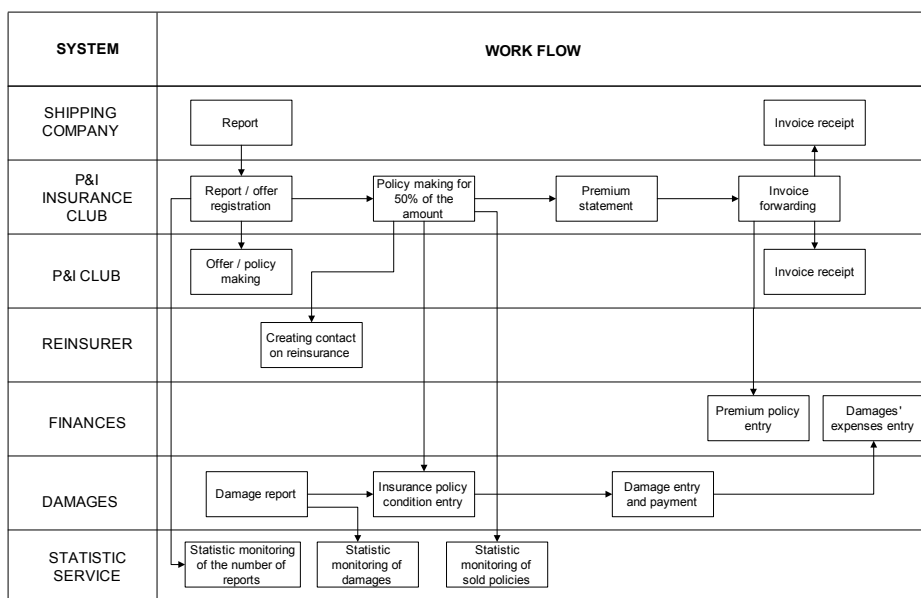 SYSTEM
WORK FLOW
SHIPPING
COMPANY
Report
Invoice receipt
P&I
INSURANCE
CLUB
Report / offer
registration
Policy making for
50% of the
amount
Premium
statement
Invoice
forwarding
P&I CLUB
Offer / policy
making
Invoice receipt
REINSURER
Creating contact
on reinsurance
FINANCES
Premium policy
entry
Damages'
expenses entry
DAMAGES
Damage report
Insurance policy
condition entry
Damage entry
and payment
STATISTIC
SERVICE
Statistic monitoring
of the number of
reports
Statistic
monitoring of
damages
Statistic
monitoring of
sold policies